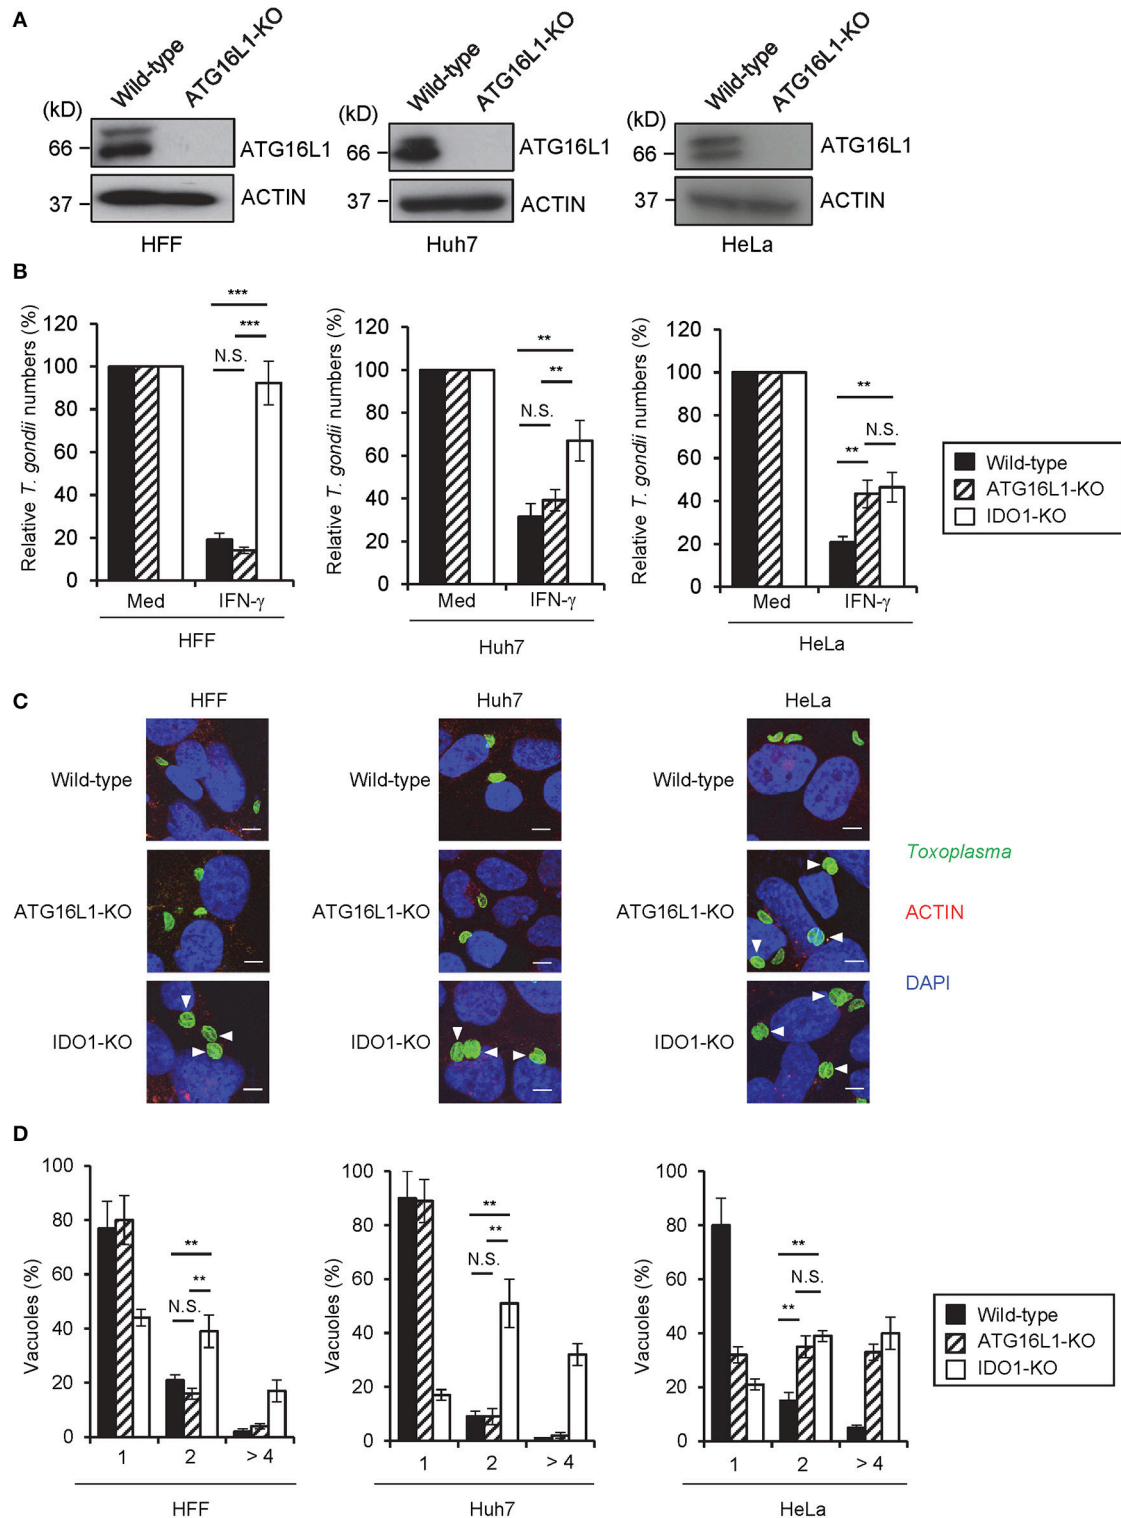 A
Wild-type
ATG16L1-KO
Wild-type
ATG16L1-KO
Wild-type
ATG16L1-KO
(kD)
66
ATG16L1
37
ACTIN
HFF
(kD)
66
ATG16L1
37
ACTIN
Huh7
(kD)
66
ATG16L1
37
ACTIN
HeLa
B
Relative T. gondii numbers (%)
120
100
80
60
40
20
0
***
***
N.S.
Med
IFN-γ
HFF
Relative T. gondii numbers (%)
120
100
80
60
40
20
0
**
**
N.S.
Med
IFN-γ
Huh7
Relative T. gondii numbers (%)
120
100
80
60
40
20
0
**
N.S.
**
Med
IFN-γ
HeLa
Wild-type
ATG16L1-KO
IDO1-KO
C
HFF
Huh7
HeLa
Wild-type
Wild-type
Wild-type
ATG16L1-KO
ATG16L1-KO
ATG16L1-KO
IDO1-KO
IDO1-KO
IDO1-KO
Toxoplasma
ACTIN
DAPI
D
Vacuoles (%)
100
80
60
40
20
0
**
**
N.S.
1
2
> 4
HFF
Vacuoles (%)
100
80
60
40
20
0
**
**
N.S.
1
2
> 4
Huh7
Vacuoles (%)
100
80
60
40
20
0
**
N.S.
**
1
2
> 4
HeLa
Wild-type
ATG16L1-KO
IDO1-KO